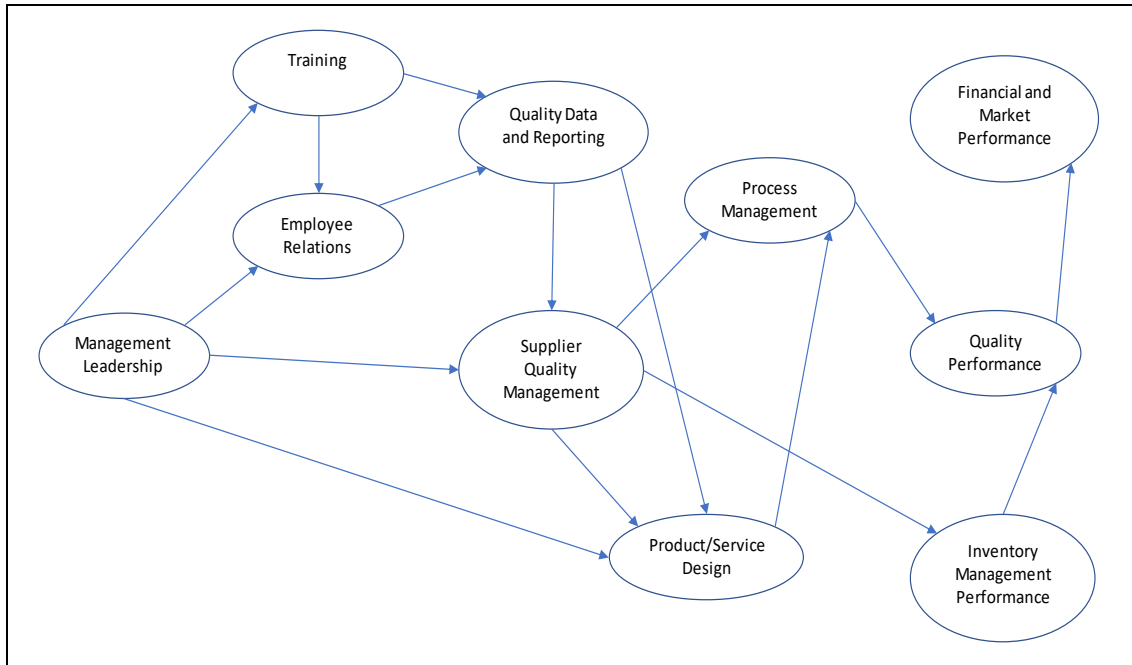 Training
Quality Data
and Reporting
Financial and
Market
Performance
Process
Management
Employee
Relations
Management
Leadership
Supplier
Quality
Management
Quality
Performance
Product/Service
Design
Inventory
Management
Performance